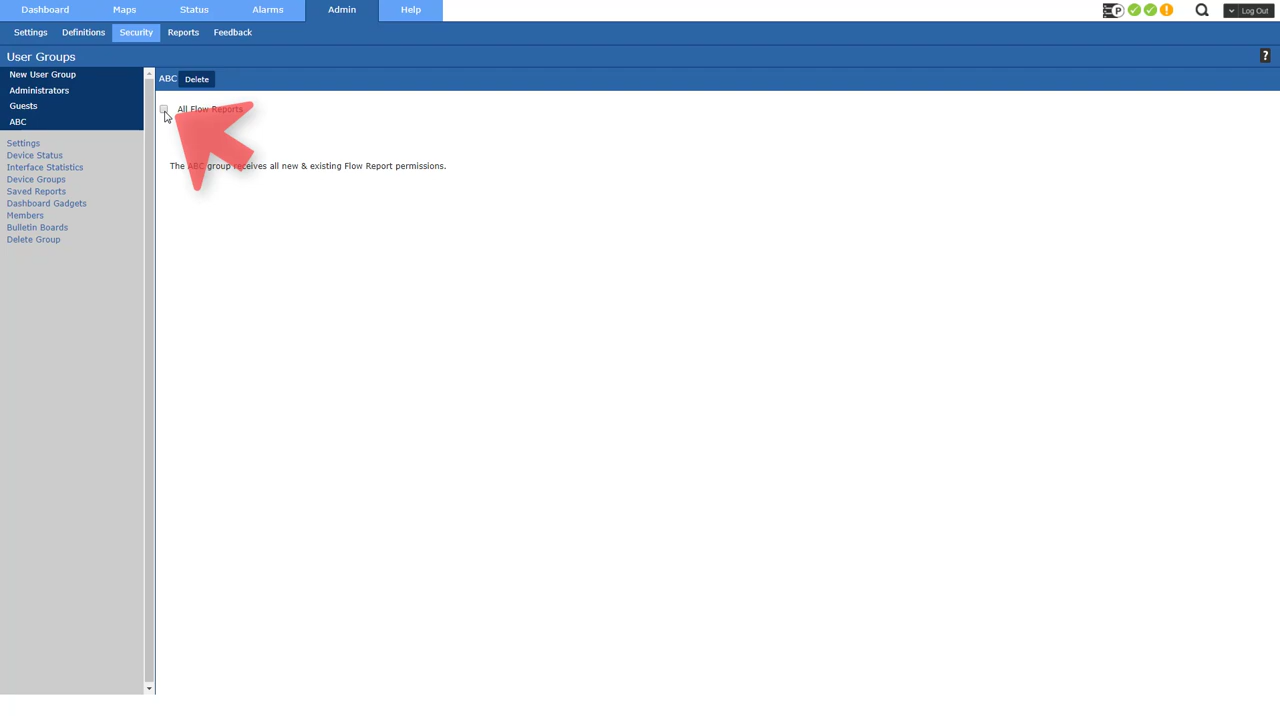 Dashboard Maps Status Alarms Admin Help P Log Out
Settings Definitions Security Reports Feedback
User Groups ?
New User Group
Administrators
Guests
ABC
Settings
Device Status
Interface Statistics
Device Groups
Saved Reports
Dashboard Gadgets
Members
Bulletin Boards
Delete Group
ABC Delete
All Flow Reports
The ABC group receives all new & existing Flow Report permissions.